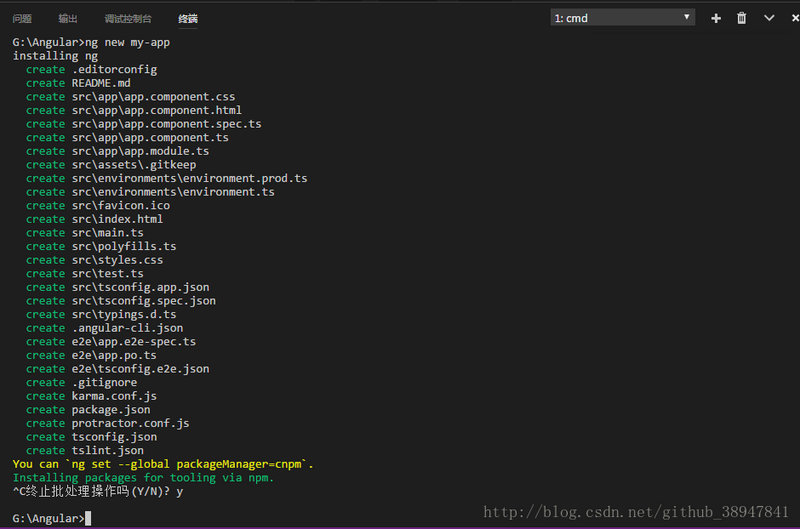 问题 输出 调试控制台 终端 1: cmd
G:\Angular>ng new my-app
installing ng
create .editorconfig
create README.md
create src\app\app.component.css
create src\app\app.component.html
create src\app\app.component.spec.ts
create src\app\app.component.ts
create src\app\app.module.ts
create src\assets\.gitkeep
create src\environments\environment.prod.ts
create src\environments\environment.ts
create src\favicon.ico
create src\index.html
create src\main.ts
create src\polyfills.ts
create src\styles.css
create src\test.ts
create src\tsconfig.app.json
create src\tsconfig.spec.json
create src\typings.d.ts
create .angular-cli.json
create e2e\app.e2e-spec.ts
create e2e\app.po.ts
create e2e\tsconfig.e2e.json
create .gitignore
create karma.conf.js
create package.json
create protractor.conf.js
create tsconfig.json
create tslint.json
You can `ng set --global packageManager=cnpm`.
Installing packages for tooling via npm.
^C终止批处理操作吗(Y/N)? y
G:\Angular>
http://blog.csdn.net/github_38947841